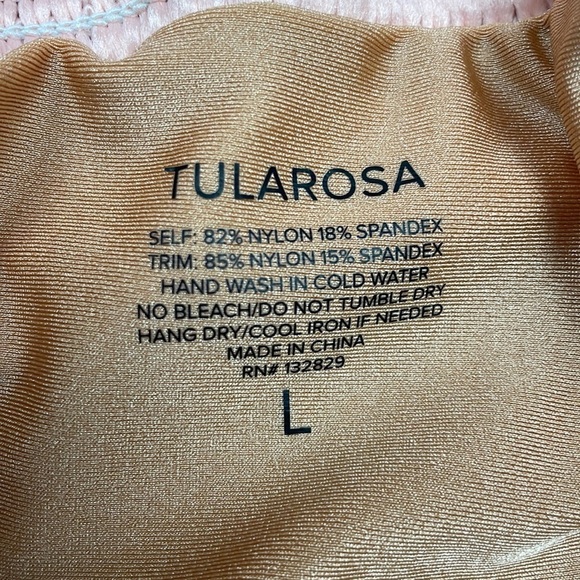 TULAROSA
SELF: 82% NYLON 18% SPANDEX
TRIM: 85% NYLON 15% SPANDEX
HAND WASH IN COLD WATER
NO BLEACH/DO NOT TUMBLE DRY
HANG DRY/COOL IRON IF NEEDED
MADE IN CHINA
RN# 132829
L